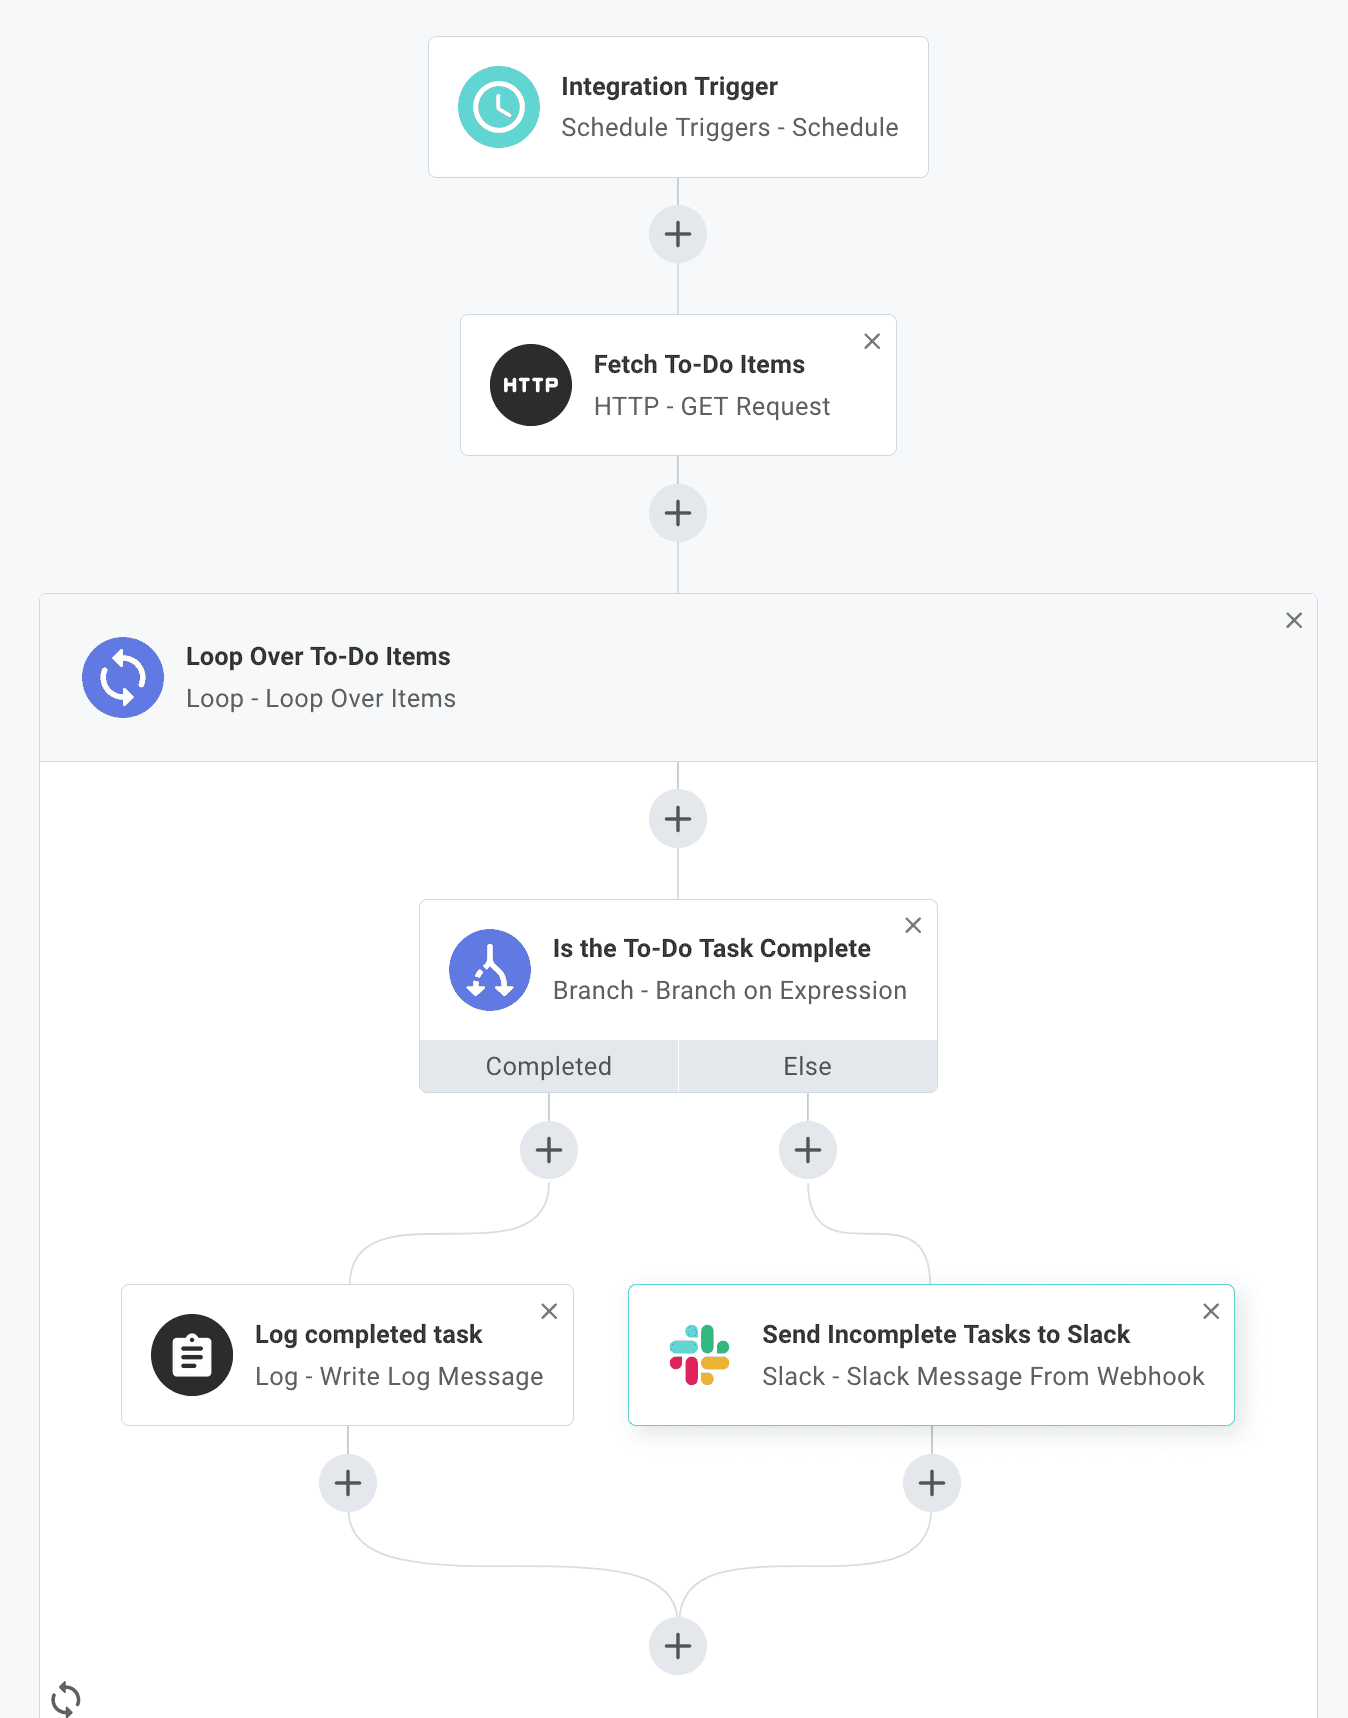 Integration Trigger
Schedule Triggers - Schedule
HTTP
Fetch To-Do Items
HTTP - GET Request
Loop Over To-Do Items
Loop - Loop Over Items
Is the To-Do Task Complete
Branch - Branch on Expression
Completed
Else
Log completed task
Log - Write Log Message
Send Incomplete Tasks to Slack
Slack - Slack Message From Webhook